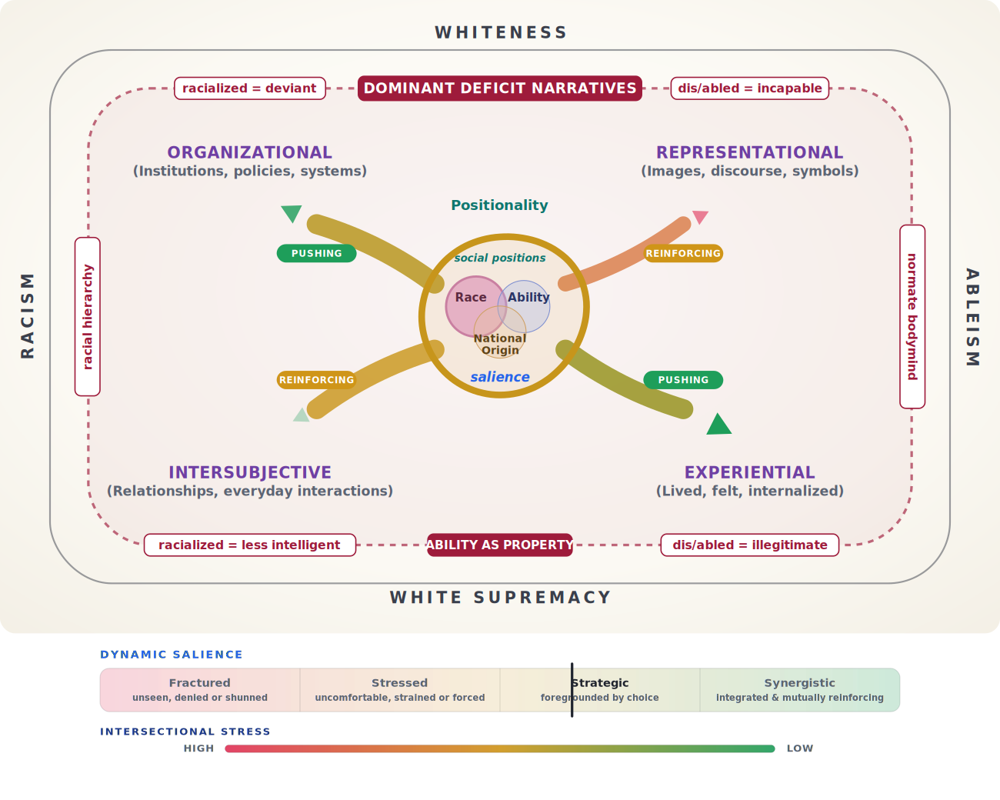 WHITENESS
racialized = deviant
DOMINANT DEFICIT NARRATIVES
dis/abled = incapable
ORGANIZATIONAL
(Institutions, policies, systems)
REPRESENTATIONAL
(Images, discourse, symbols)
Positionality
PUSHING
REINFORCING
social positions
Race
Ability
National
Origin
salience
RACISM
racial hierarchy
normate bodymind
ABLEISM
REINFORCING
PUSHING
INTERSUBJECTIVE
(Relationships, everyday interactions)
EXPERIENTIAL
(Lived, felt, internalized)
racialized = less intelligent
ABILITY AS PROPERTY
dis/abled = illegitimate
WHITE SUPREMACY
DYNAMIC SALIENCE
Fractured
unseen, denied or shunned
Stressed
uncomfortable, strained or forced
Strategic
foregrounded by choice
Synergistic
integrated & mutually reinforcing
INTERSECTIONAL STRESS
HIGH
LOW